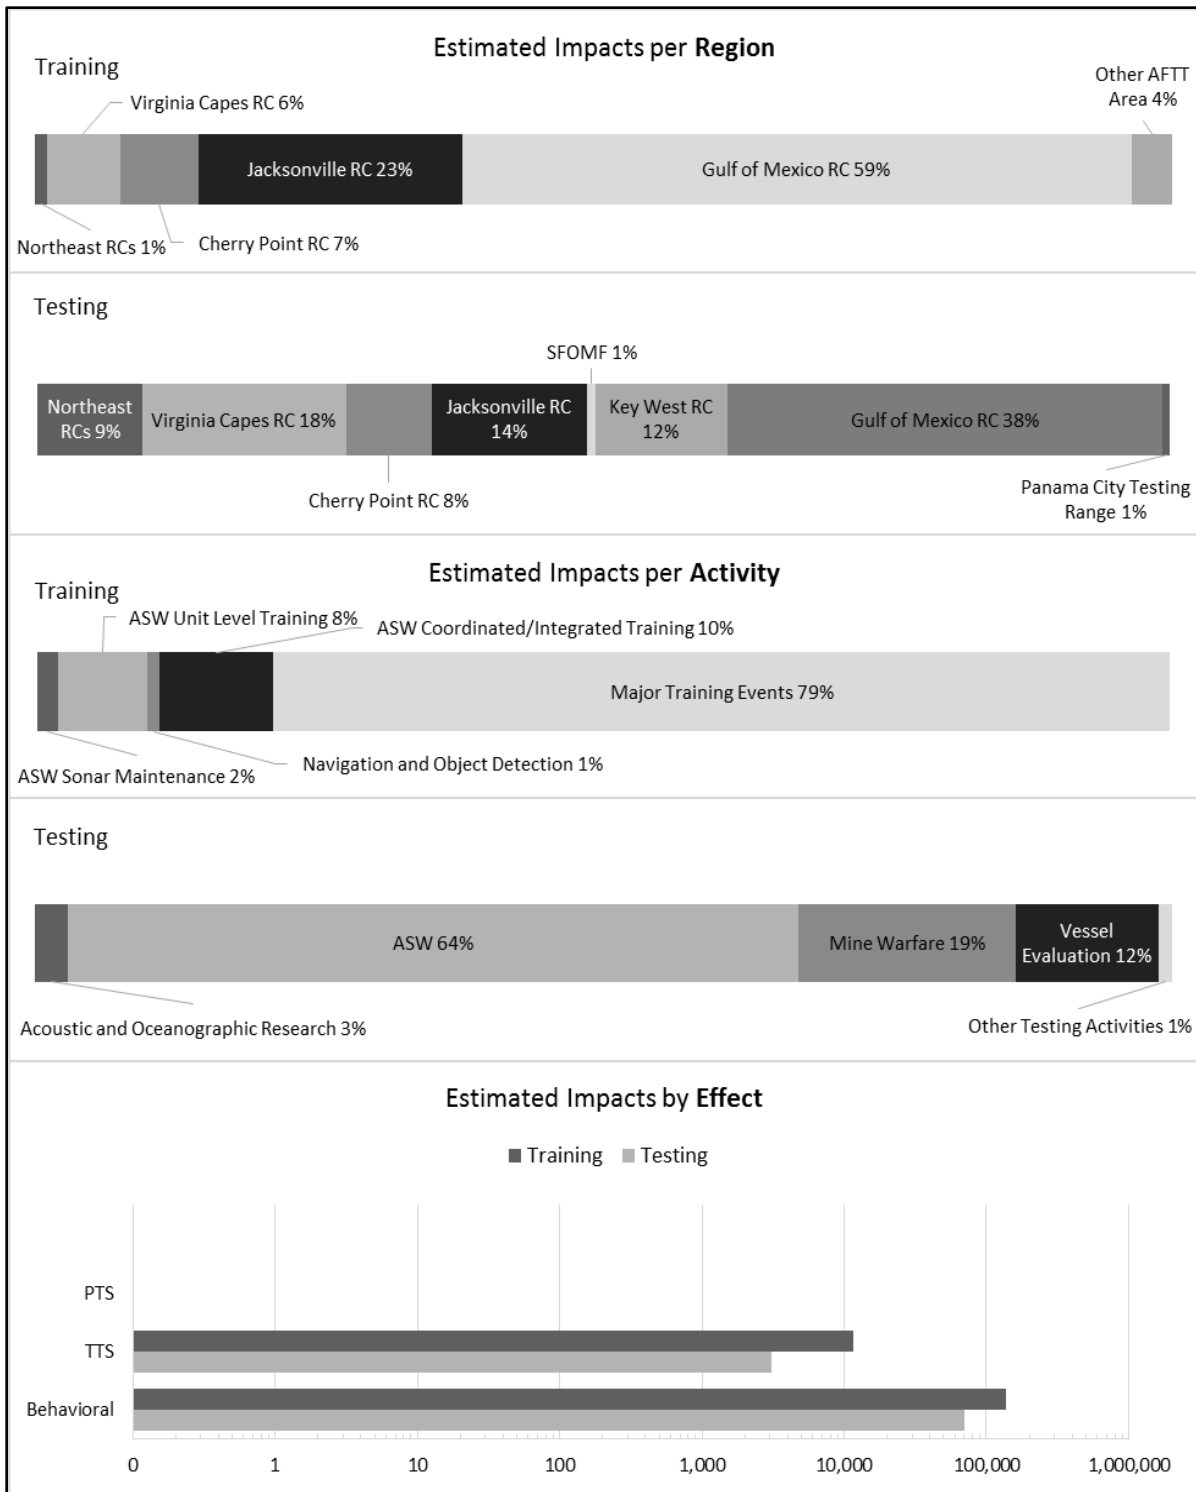 Estimated Impacts per Region
Training
Virginia Capes RC 6%
Other AFTT
Area 4%
Jacksonville RC 23%
Gulf of Mexico RC 59%
Northeast RCs 1%
Cherry Point RC 7%
Testing
SFOMF 1%
Northeast
RCs 9%
Virginia Capes RC 18%
Jacksonville RC
14%
Key West RC
12%
Gulf of Mexico RC 38%
Cherry Point RC 8%
Panama City Testing
Range 1%
Estimated Impacts per Activity
Training
ASW Unit Level Training 8%
ASW Coordinated/Integrated Training 10%
Major Training Events 79%
ASW Sonar Maintenance 2%
Navigation and Object Detection 1%
Testing
ASW 64%
Mine Warfare 19%
Vessel
Evaluation 12%
Acoustic and Oceanographic Research 3%
Other Testing Activities 1%
Estimated Impacts by Effect
Training
Testing
PTS
TTS
Behavioral
0
1
10
100
1,000
10,000
100,000
1,000,000